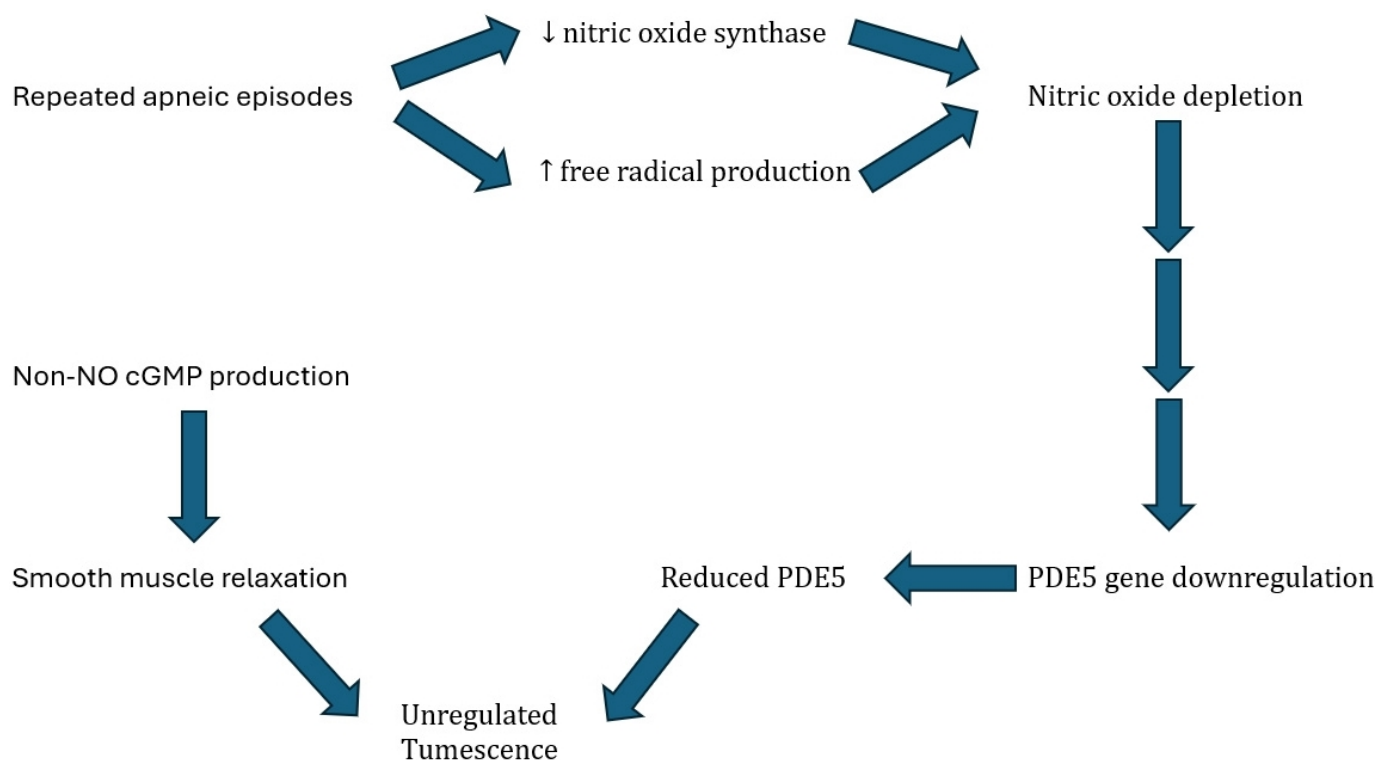 ↓ nitric oxide synthase
Repeated apneic episodes
Nitric oxide depletion
↑ free radical production
Non-NO cGMP production
Smooth muscle relaxation
Reduced PDE5
PDE5 gene downregulation
Unregulated
Tumescence